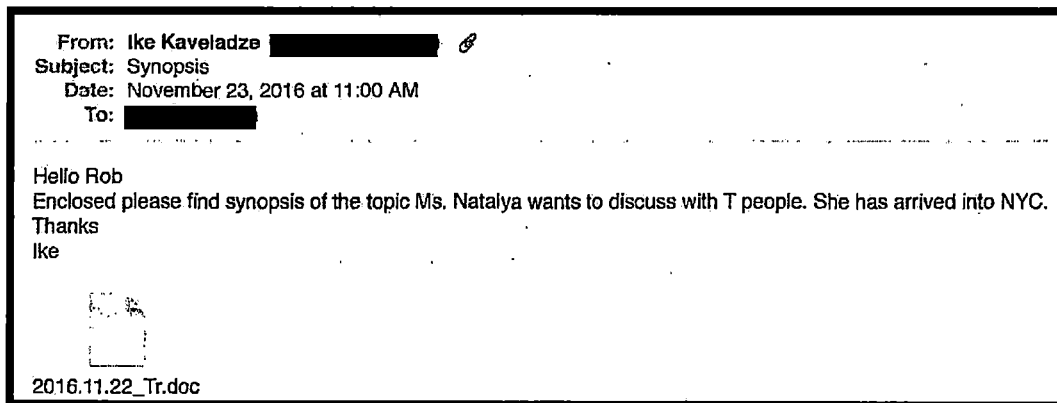 From: Ike Kaveladze
Subject: Synopsis
Date: November 23, 2016 at 11:00 AM
To:
Hello Rob
Enclosed please find synopsis of the topic Ms. Natalya wants to discuss with T people. She has arrived into NYC.
Thanks
Ike
2016.11.22_Tr.doc